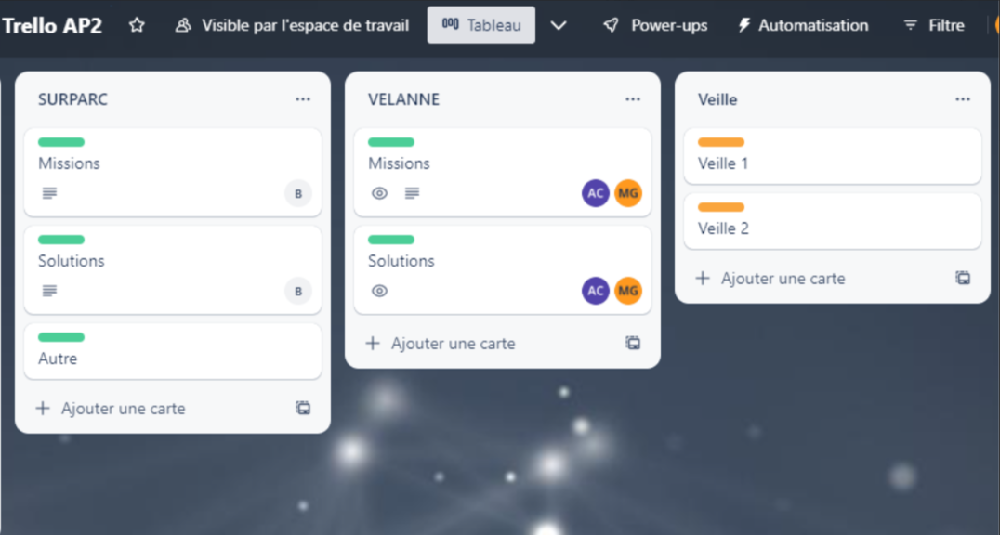 Trello AP2 Visible par l'espace de travail Tableau Power-ups Automatisation Filtre
SURPARC
Missions
B
Solutions
B
Autre
Ajouter une carte
VELANNE
Missions
AC MG
Solutions
AC MG
Ajouter une carte
Veille
Veille 1
Veille 2
Ajouter une carte